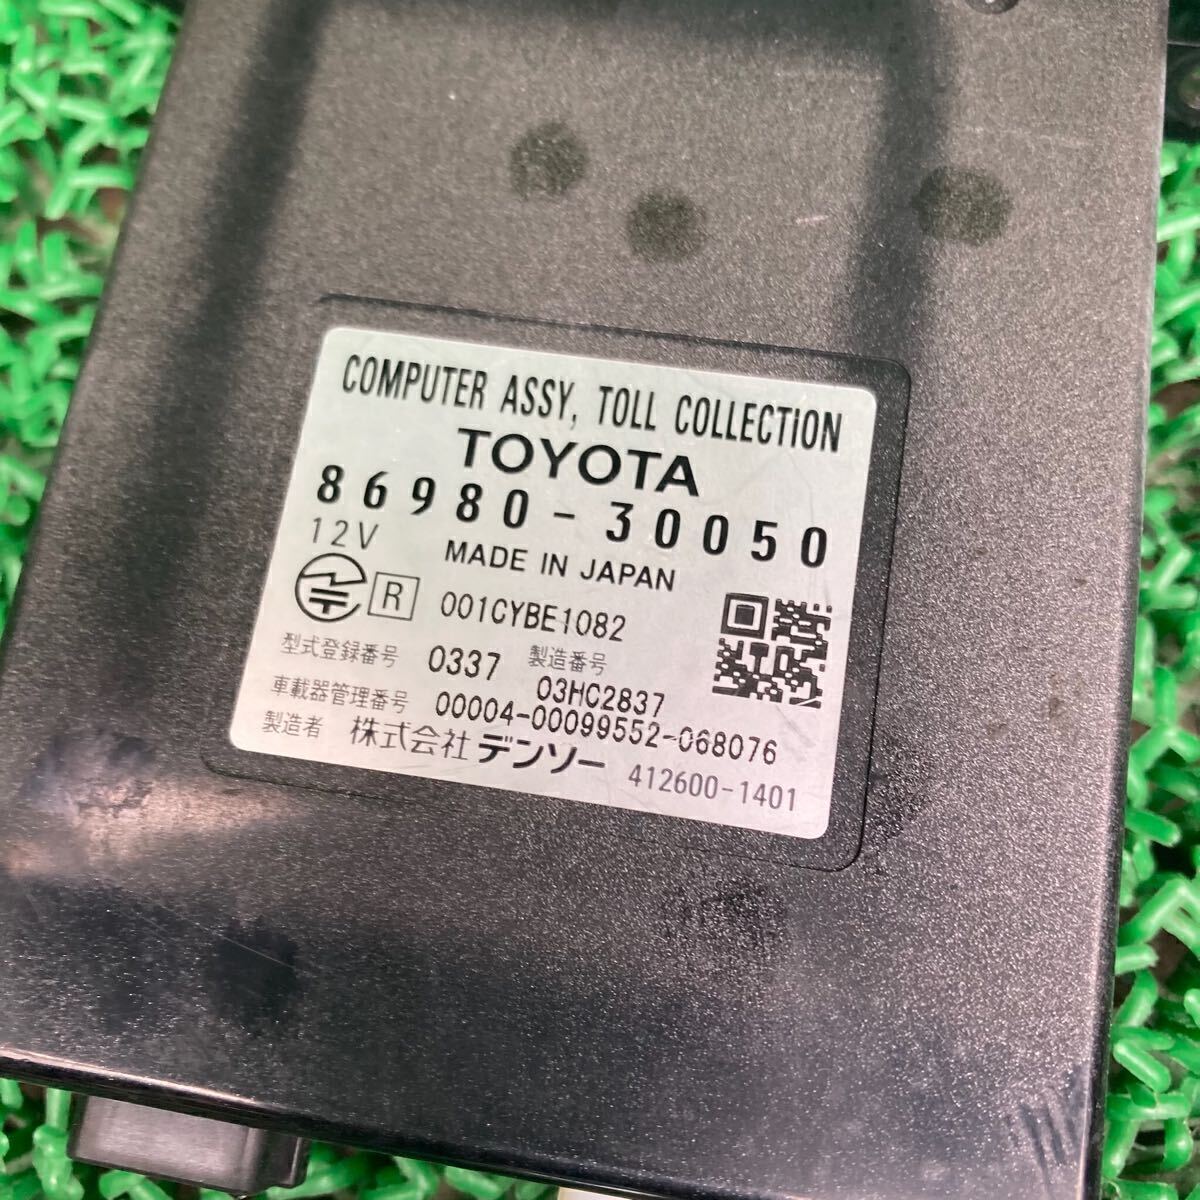 COMPUTER ASSY, TOLL COLLECTION
TOYOTA
86980-30050
12V
MADE IN JAPAN
R 001CYBE1082
型式登録番号 0337 製造番号 03HC2837
車載器管理番号 00004-00099552-068076
製造者 株式会社デンソー 412600-1401